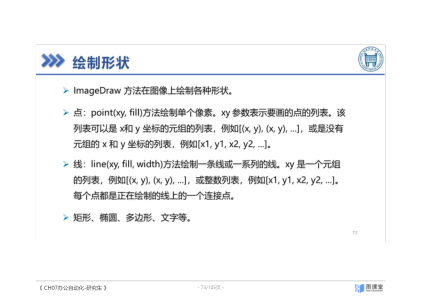 绘制形状
ImageDraw 方法在图像上绘制各种形状。
点：point(xy, fill)方法绘制单个像素。xy 参数表示要画的点的列表。该
列表可以是 x和 y 坐标的元组的列表，例如[(x, y), (x, y), ...]，或是没有
元组的 x 和 y 坐标的列表，例如[x1, y1, x2, y2, ...]。
线：line(xy, fill, width)方法绘制一条线或一系列的线。xy 是一个元组
的列表，例如[(x, y), (x, y), ...]，或整数列表，例如[x1, y1, x2, y2, ...]。
每个点都是正在绘制的线上的一个连接点。
矩形、椭圆、多边形、文字等。
73
《 CH07办公自动化-研究生 》
雨课堂